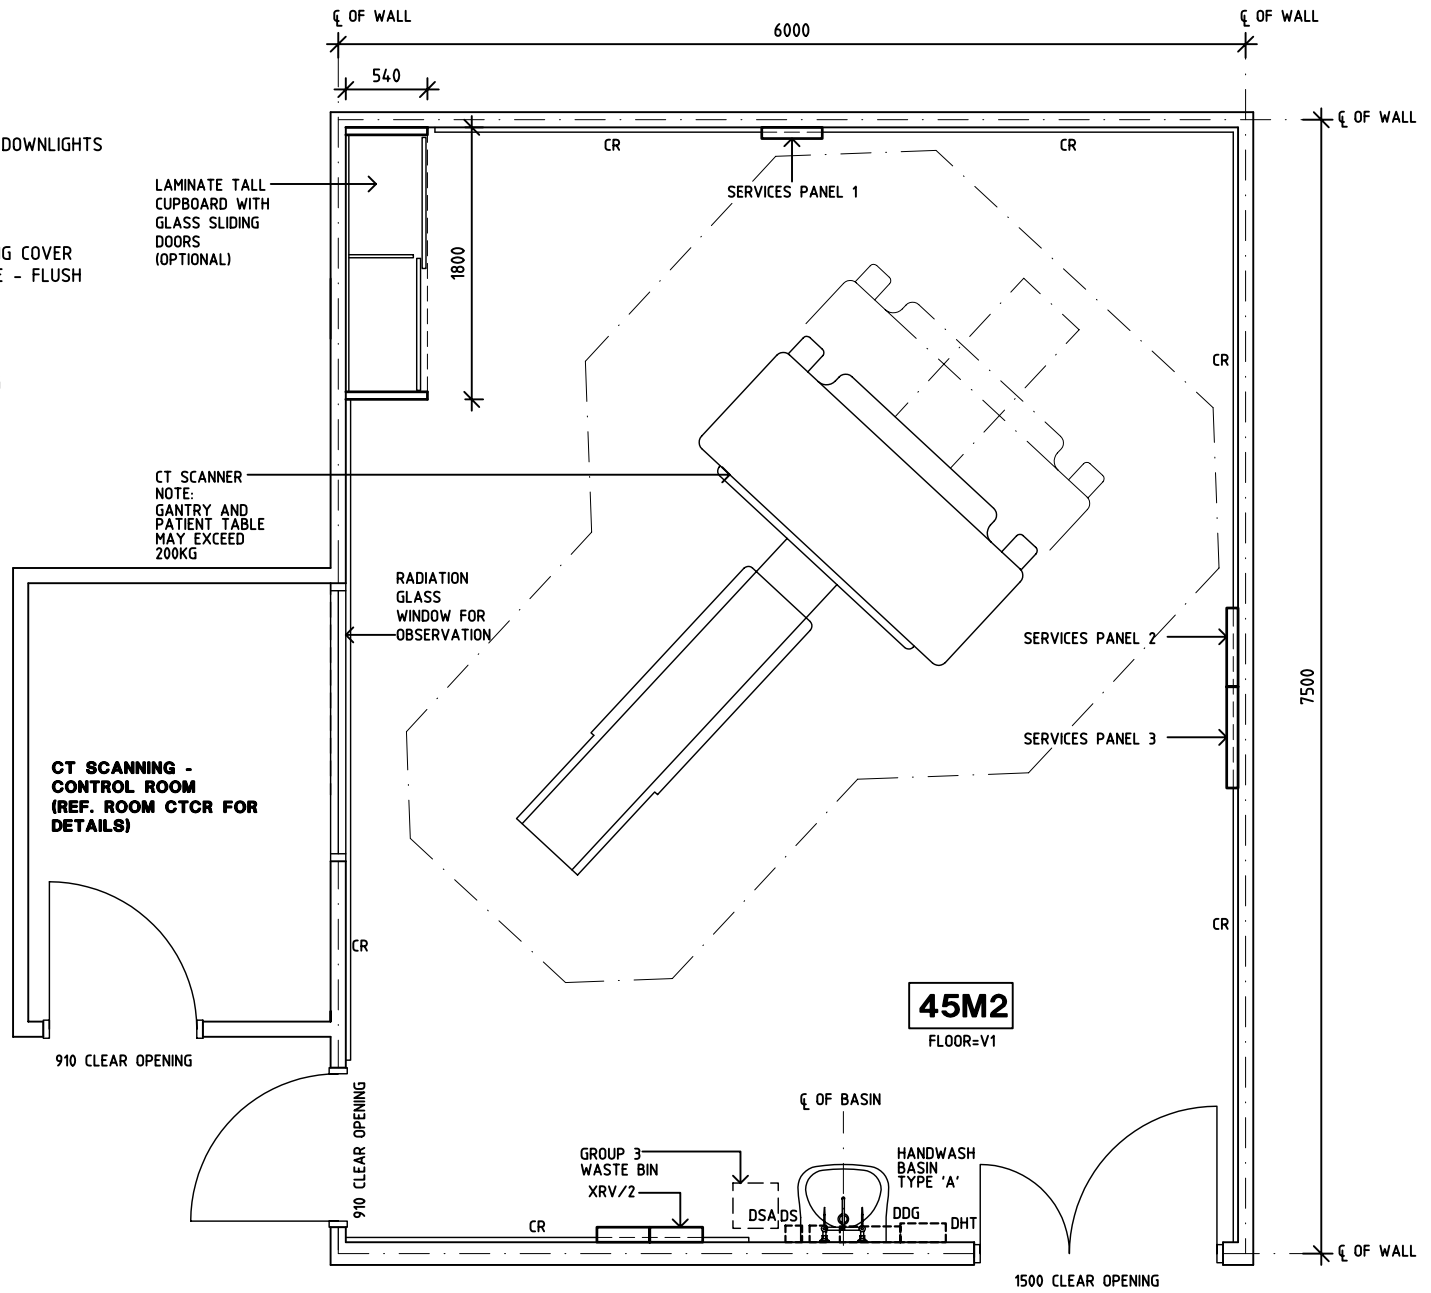 ℄ OF WALL
℄ OF WALL
6000
540
DOWNLIGHTS
℄ OF WALL
CR
CR
LAMINATE TALL
CUPBOARD WITH
GLASS SLIDING
DOORS
(OPTIONAL)
SERVICES PANEL 1
G COVER
- FLUSH
1800
CR
CT SCANNER
NOTE:
GANTRY AND
PATIENT TABLE
MAY EXCEED
200KG
RADIATION
GLASS
WINDOW FOR
OBSERVATION
SERVICES PANEL 2
7500
SERVICES PANEL 3
CT SCANNING -
CONTROL ROOM
(REF. ROOM CTCR FOR
DETAILS)
CR
CR
45M2
FLOOR=V1
910 CLEAR OPENING
910 CLEAR OPENING
℄ OF BASIN
GROUP 3
WASTE BIN
XRV/2
HANDWASH
BASIN
TYPE 'A'
CR
DSA
DS
DDG
DHT
℄ OF WALL
1500 CLEAR OPENING